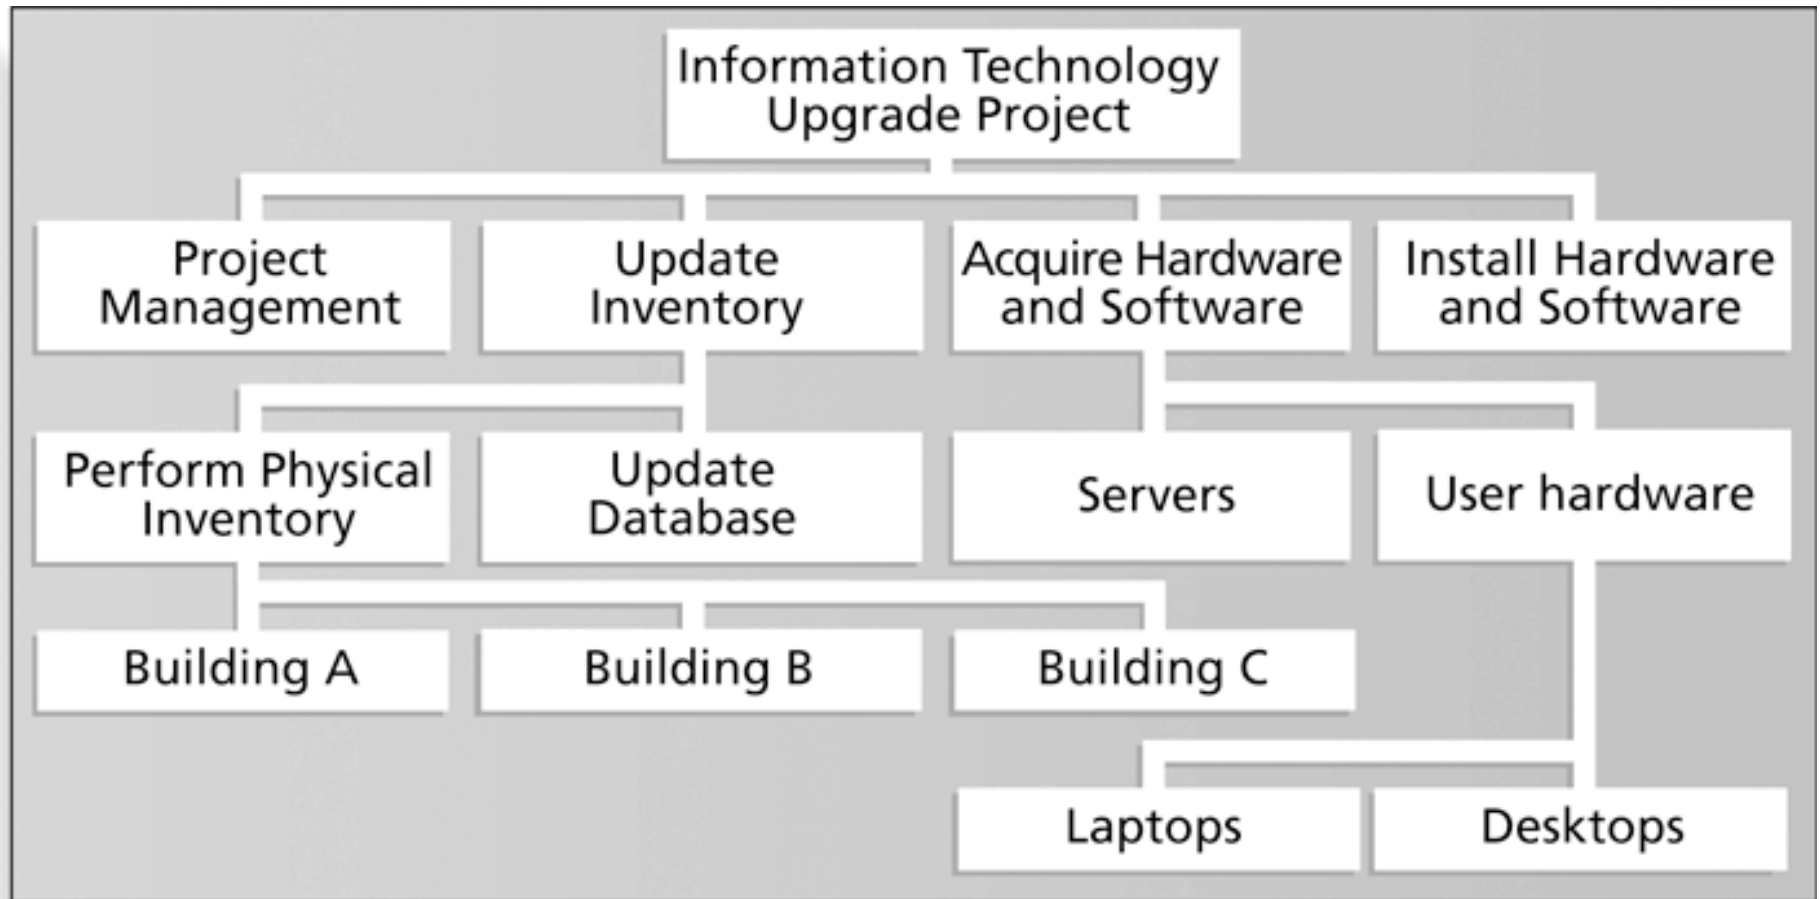 Information Technology
Upgrade Project
Project
Management
Update
Inventory
Acquire Hardware
and Software
Install Hardware
and Software
Perform Physical
Inventory
Update
Database
Servers
User hardware
Building A
Building B
Building C
Laptops
Desktops